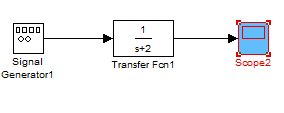 1
s+2
Signal
Generator1
Transfer Fcn1
Scope2